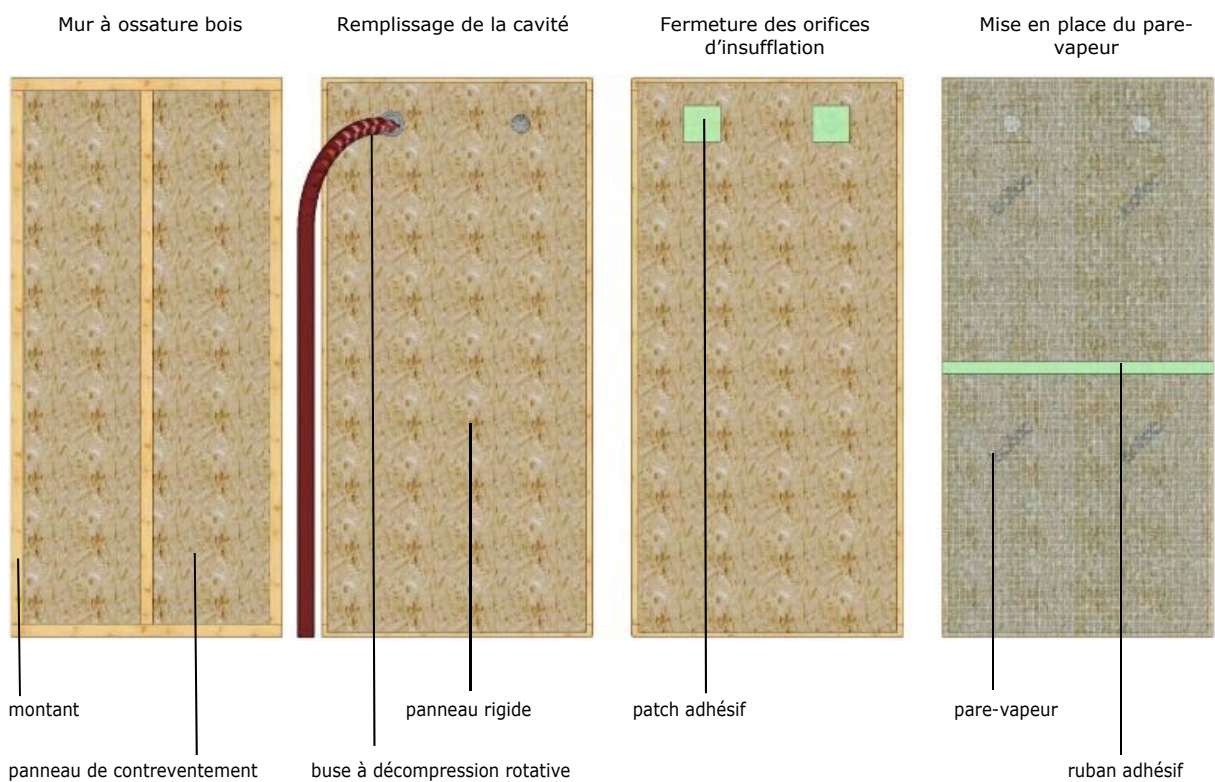 Mur à ossature bois
Remplissage de la cavité
Fermeture des orifices
d’insufflation
Mise en place du pare-
vapeur
montant
panneau rigide
patch adhésif
pare-vapeur
panneau de contreventement
buse à décompression rotative
ruban adhésif